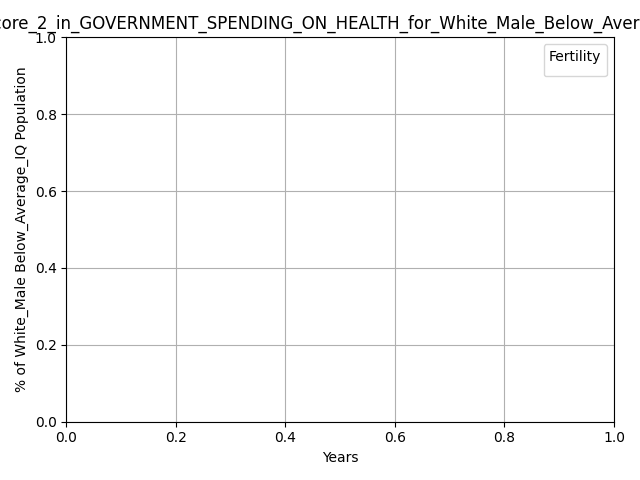 core_2_in_GOVERNMENT_SPENDING_ON_HEALTH_for_White_Male_Below_Aver
Fertility
% of White_Male Below_Average_IQ Population
1.0
0.8
0.6
0.4
0.2
0.0
0.0 0.2 0.4 0.6 0.8 1.0
Years